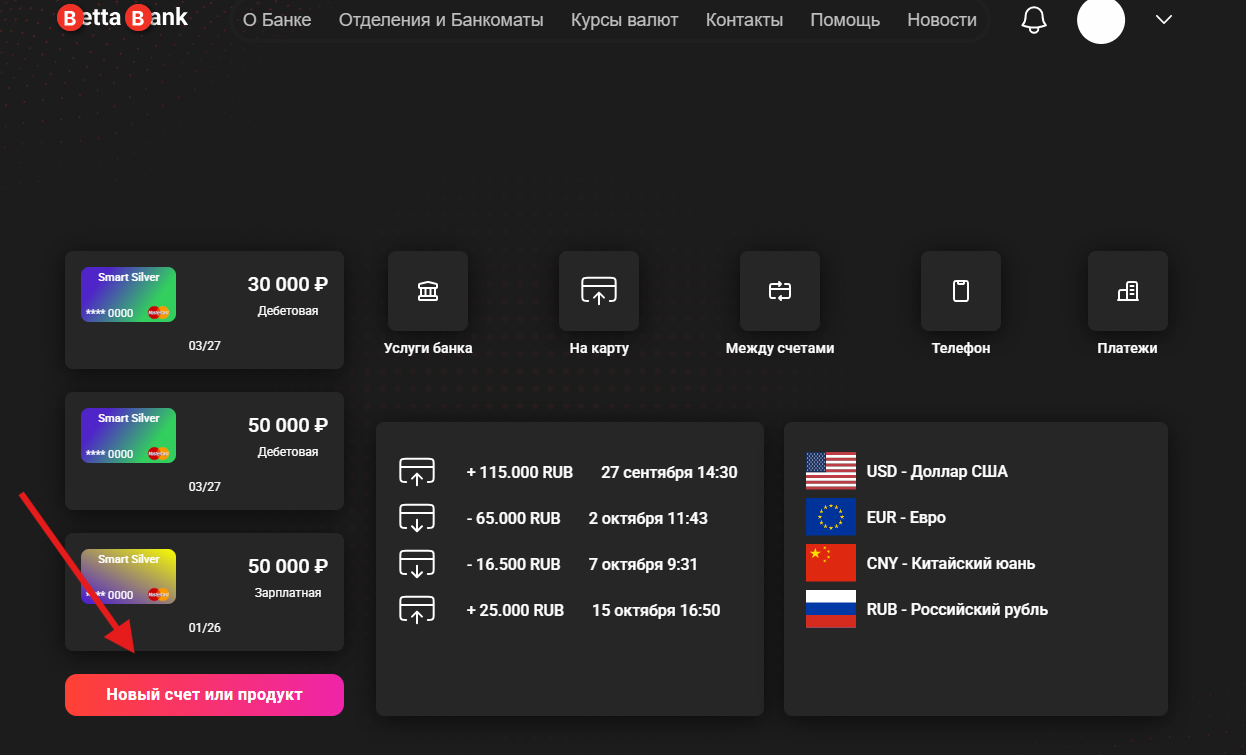 Betta Bank
О Банке Отделения и Банкоматы Курсы валют Контакты Помощь Новости
Smart Silver
30 000 ₽
Дебетовая
**** 0000
MasterCard
03/27
Услуги банка
На карту
Между счетами
Телефон
Платежи
Smart Silver
50 000 ₽
Дебетовая
**** 0000
MasterCard
03/27
Smart Silver
50 000 ₽
Зарплатная
**** 0000
MasterCard
01/26
Новый счет или продукт
+ 115.000 RUB 27 сентября 14:30
- 65.000 RUB 2 октября 11:43
- 16.500 RUB 7 октября 9:31
+ 25.000 RUB 15 октября 16:50
USD - Доллар США
EUR - Евро
CNY - Китайский юань
RUB - Российский рубль